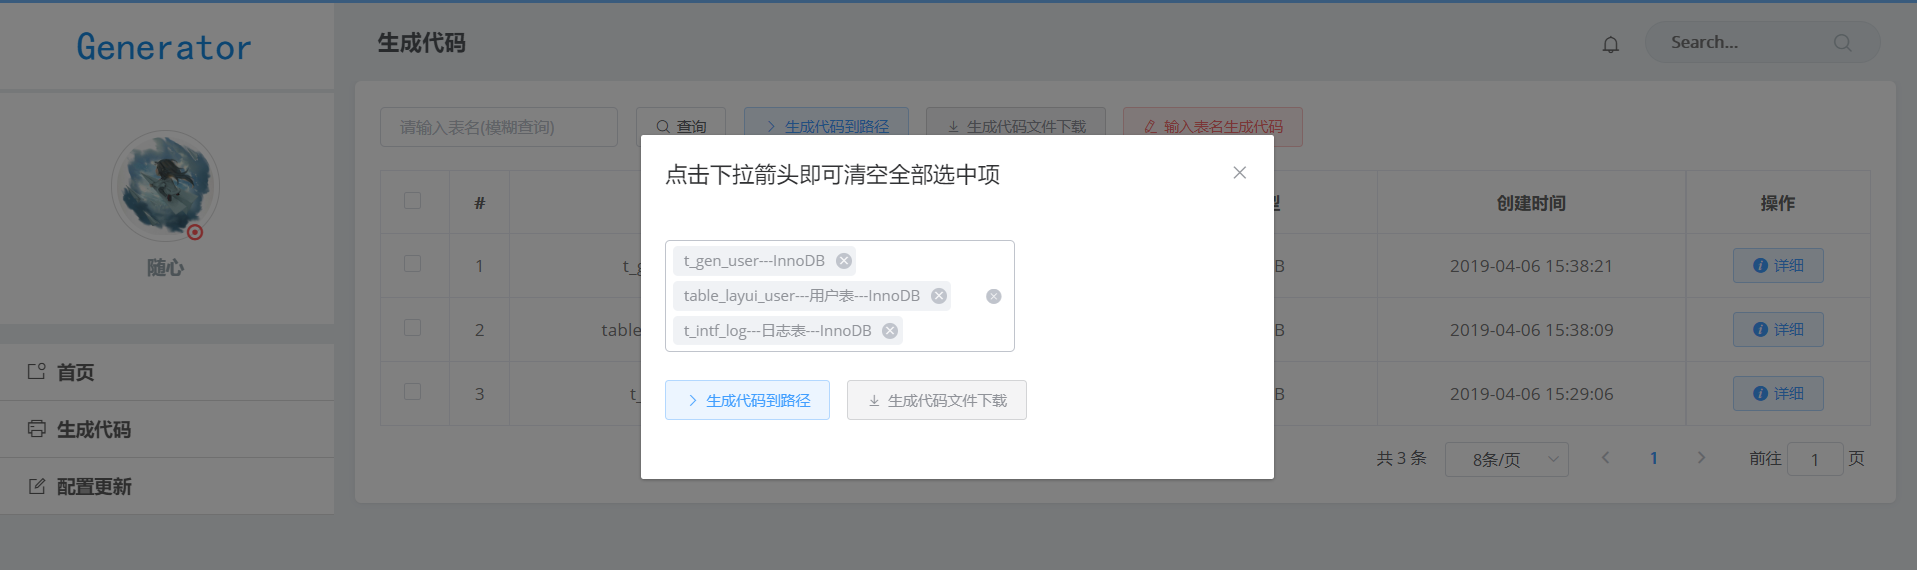 Generator
随心
首页
生成代码
配置更新
生成代码
Search...
请输入表名(模糊查询)
查询
生成代码到路径
生成代码文件下载
输入表名生成代码
#
型
创建时间
操作
1
t_g
B
2019-04-06 15:38:21
详细
2
table_
B
2019-04-06 15:38:09
详细
3
t_
B
2019-04-06 15:29:06
详细
共 3 条
8条/页
1
前往
1
页
点击下拉箭头即可清空全部选中项
t_gen_user---InnoDB
table_layui_user---用户表---InnoDB
t_intf_log---日志表---InnoDB
生成代码到路径
生成代码文件下载